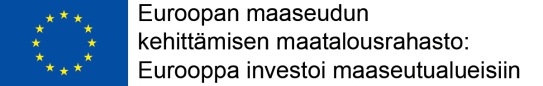 Euroopan maaseudun
kehittämisen maatalousrahasto:
Eurooppa investoi maaseutualueisiin